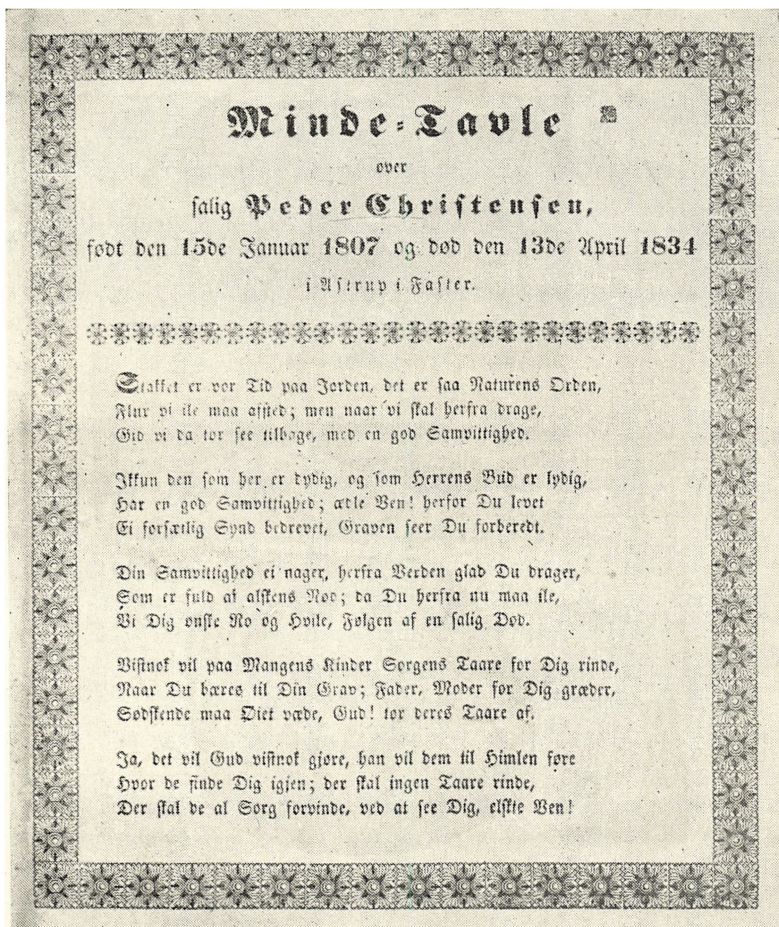 Minde-Tavle
over
salig Peder Christensen,
født den 15de Januar 1807 og død den 13de April 1834
i Astrup i Faster.
Stakket er vor Tid paa Jorden, det er saa Naturens Orden,
Flux vi ile maa afsted; men naar vi skal herfra drage,
Gid vi da tør see tilbage, med en god Samvittighed.
Ikkun den som her er dydig, og som Herrens Bud er lydig,
Har en god Samvittighed; ædle Ven! herfor Du levet
Ei forsætlig Synd bedrevet, Graven seer Du forberedt.
Din Samvittighed ei nager, herfra Verden glad Du drager,
Som er fuld af alskens Nød; da Du herfra nu maa ile,
Vi Dig ønske Ro og Hvile, Følgen af en salig Død.
Vistnok vil paa Mangens Kinder Sorgens Taare for Dig rinde,
Naar Du bæres til Din Grav; Fader, Moder for Dig græder,
Sødskende maa Øiet væde, Gud! tør deres Taare af.
Ja, det vil Gud vistnok gjøre, han vil dem til Himlen føre
Hvor de finde Dig igjen; der skal ingen Taare rinde,
Der skal de al Sorg forvinde, ved at see Dig, elskte Ven!